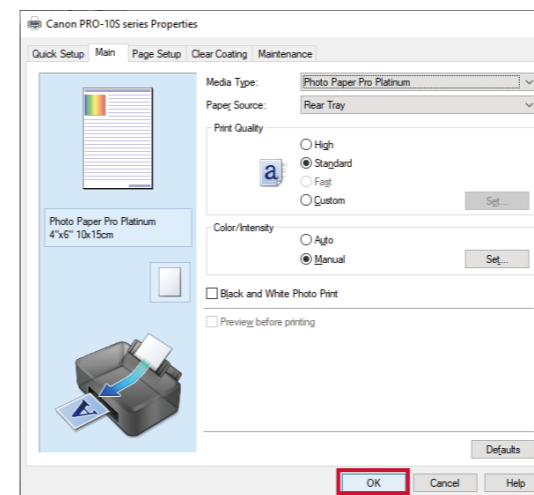 Canon PRO-10S series Properties
Quick Setup Main Page Setup Clear Coating Maintenance
Media Type: Photo Paper Pro Platinum
Paper Source: Rear Tray
Print Quality
High
a
Standard
Fast
Custom Set...
Photo Paper Pro Platinum
4"x6" 10x15cm
Color/Intensity
Auto
Manual Set...
Black and White Photo Print
Preview before printing
A
Defaults
OK Cancel Help